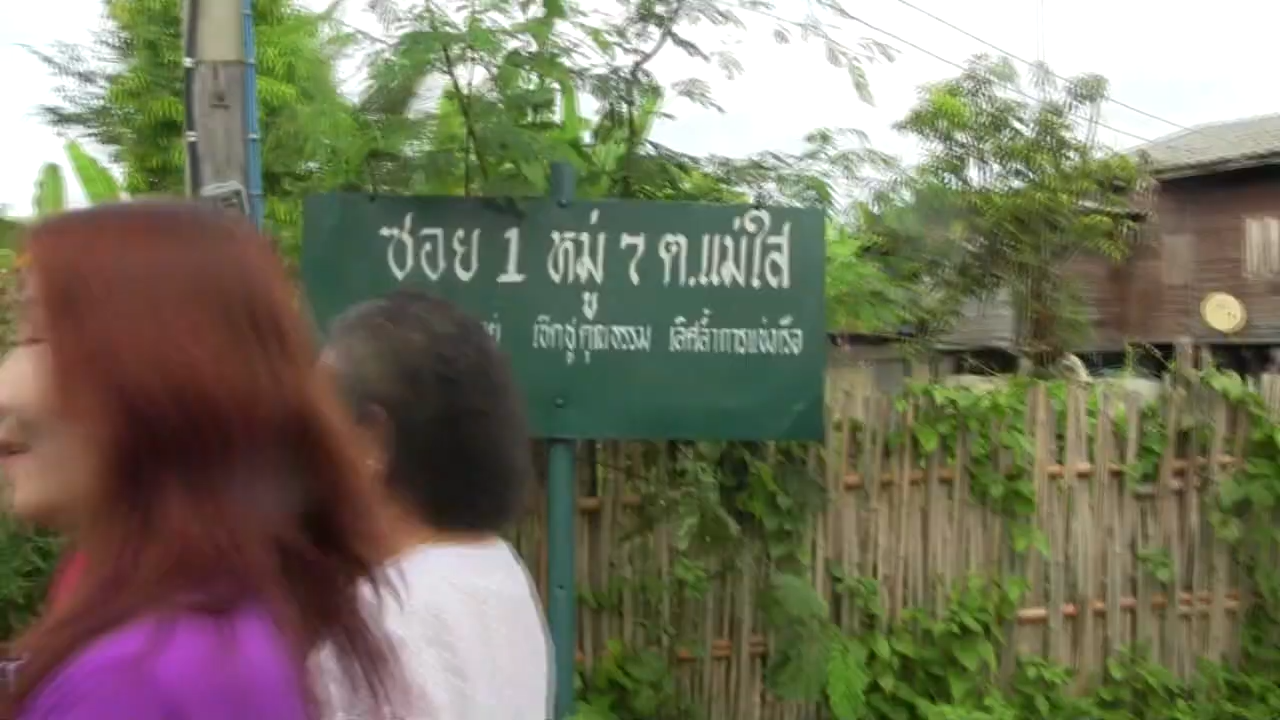 ซอย 1 หมู่ 7 ต.แม่ใส
เชิดชูคุณธรรม เลิศล้ำการแข่งเรือ